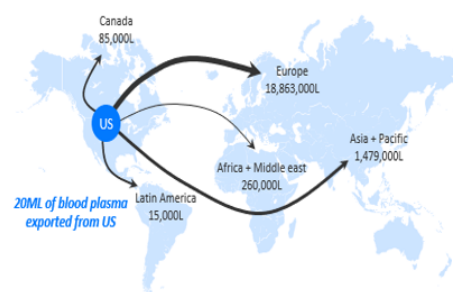 Canada
85,000L
Europe
18,863,000L
US
Asia + Pacific
1,479,000L
Africa + Middle east
260,000L
Latin America
15,000L
20ML of blood plasma
exported from US